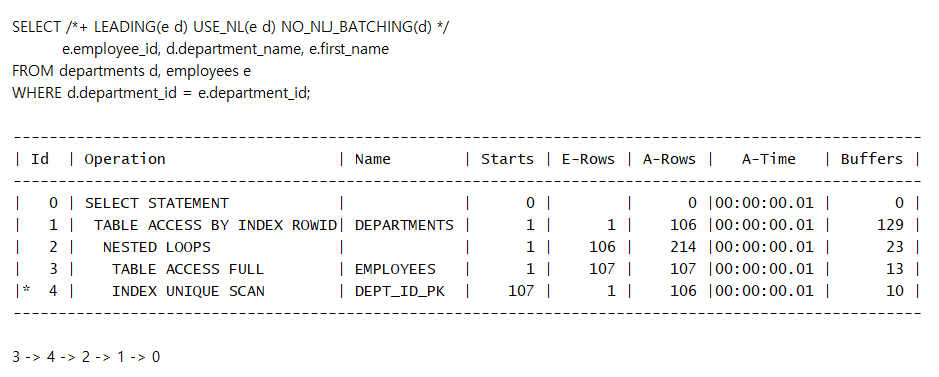 SELECT /*+ LEADING(e d) USE_NL(e d) NO_NLJ_BATCHING(d) */
e.employee_id, d.department_name, e.first_name
FROM departments d, employees e
WHERE d.department_id = e.department_id;
---------------------------------------------------------------------------------------------------
| Id  | Operation                   | Name        | Starts | E-Rows | A-Rows |   A-Time   | Buffers |
---------------------------------------------------------------------------------------------------
|   0 | SELECT STATEMENT            |             |      0 |        |      0 |00:00:00.01 |       0 |
|   1 |  TABLE ACCESS BY INDEX ROWID| DEPARTMENTS |      1 |      1 |    106 |00:00:00.01 |     129 |
|   2 |   NESTED LOOPS              |             |      1 |    106 |    214 |00:00:00.01 |      23 |
|   3 |    TABLE ACCESS FULL        | EMPLOYEES   |      1 |    107 |    107 |00:00:00.01 |      13 |
|*  4 |    INDEX UNIQUE SCAN        | DEPT_ID_PK  |    107 |      1 |    106 |00:00:00.01 |      10 |
---------------------------------------------------------------------------------------------------
3 -> 4 -> 2 -> 1 -> 0